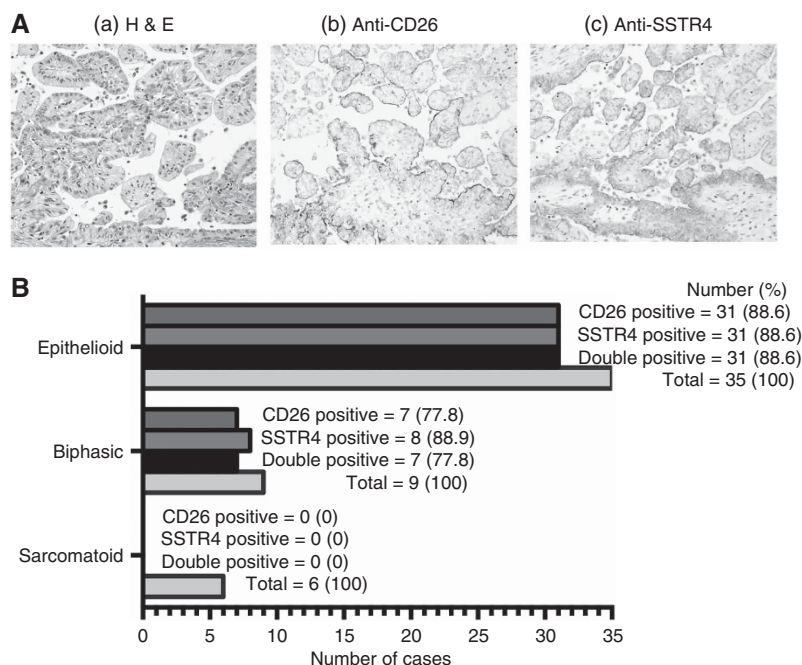 A
(a) H & E
(b) Anti-CD26
(c) Anti-SSTR4
B
Number (%)
Epithelioid
CD26 positive = 31 (88.6)
SSTR4 positive = 31 (88.6)
Double positive = 31 (88.6)
Total = 35 (100)
Biphasic
CD26 positive = 7 (77.8)
SSTR4 positive = 8 (88.9)
Double positive = 7 (77.8)
Total = 9 (100)
Sarcomatoid
CD26 positive = 0 (0)
SSTR4 positive = 0 (0)
Double positive = 0 (0)
Total = 6 (100)
0 5 10 15 20 25 30 35
Number of cases